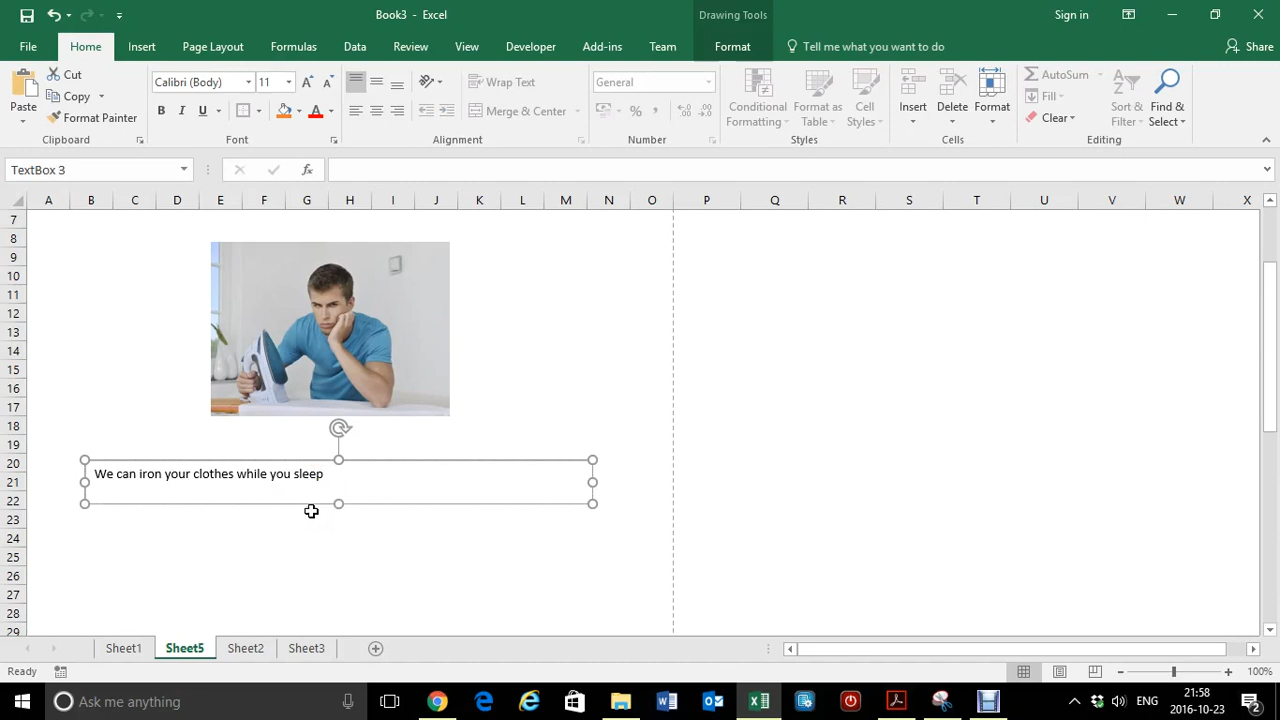 Book3 - Excel
Drawing Tools
Sign in
File
Home
Insert
Page Layout
Formulas
Data
Review
View
Developer
Add-ins
Team
Format
Tell me what you want to do
Share
Paste
Cut
Copy
Format Painter
Clipboard
Calibri (Body)
11
B I U
Font
Wrap Text
Merge & Center
Alignment
General
%
Number
Conditional Formatting
Format as Table
Cell Styles
Styles
Insert
Delete
Format
Cells
AutoSum
Fill
Clear
Sort & Filter
Find & Select
Editing
TextBox 3
fx
A B C D E F G H I J K L M N O P Q R S T U V W X
7
8
9
10
11
12
13
14
15
16
17
18
19
20
We can iron your clothes while you sleep
21
22
23
24
25
26
27
28
29
Sheet1
Sheet5
Sheet2
Sheet3
Ready
100%
Ask me anything
ENG
21:58
2016-10-23
2